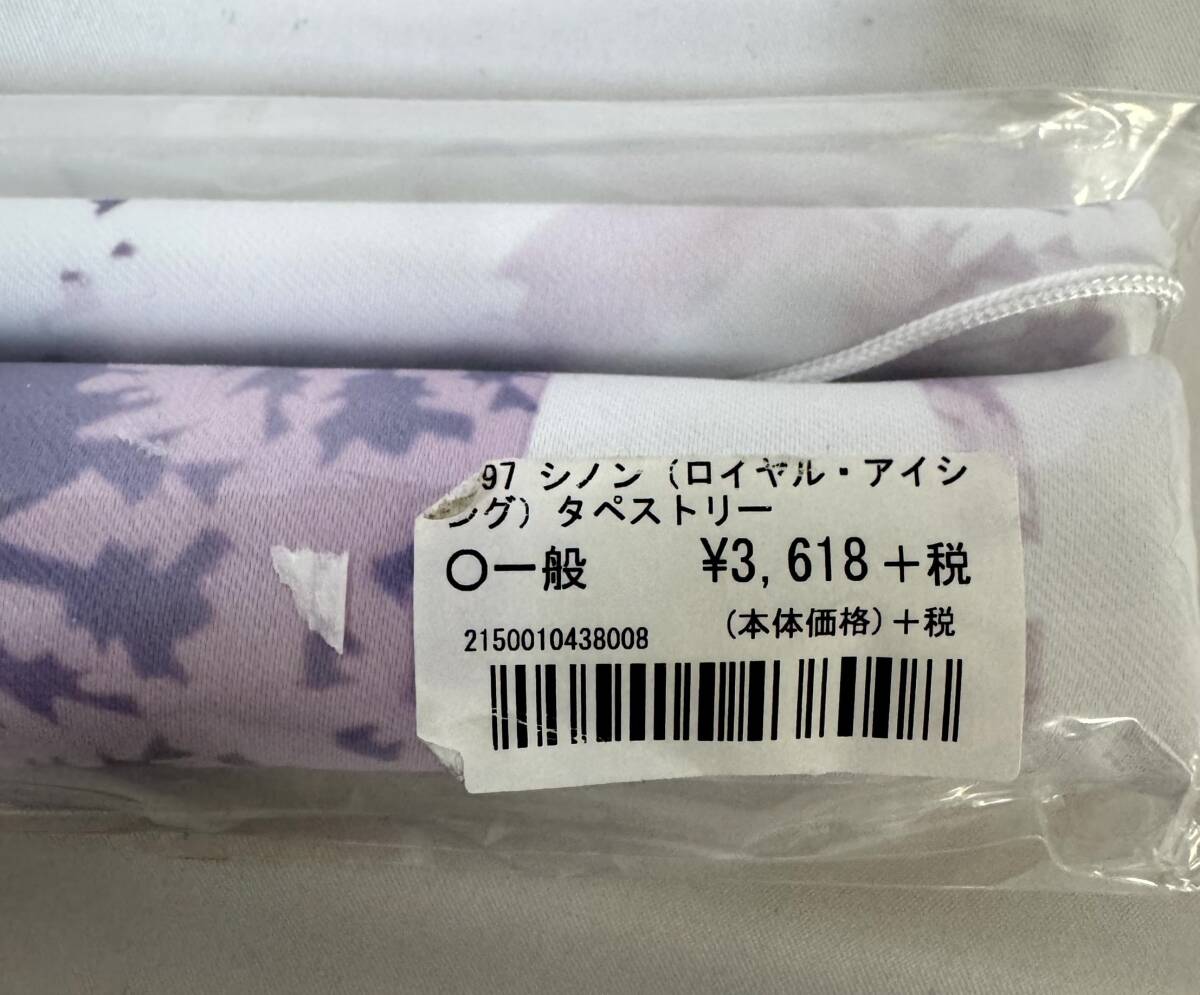 97 シノン（ロイヤル・アイシ
ング）タペストリー
〇一般 ¥3,618+税
2150010438008 (本体価格)+税